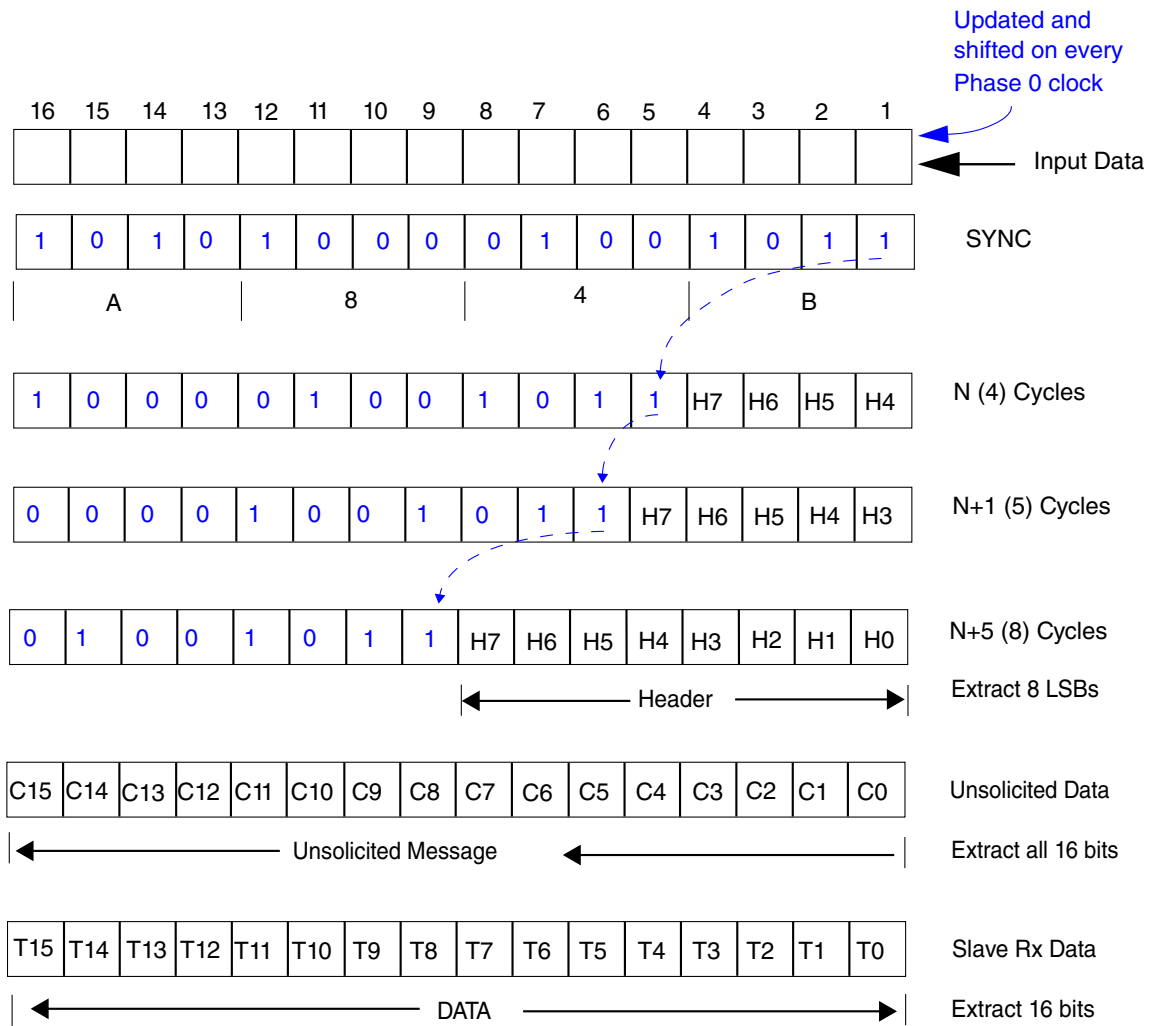 Updated and
shifted on every
Phase 0 clock
16 15 14 13 12 11 10 9 8 7 6 5 4 3 2 1
Input Data
1 0 1 0 1 0 0 0 0 1 0 0 1 0 1 1 SYNC
A 8 4 B
1 0 0 0 0 1 0 0 1 0 1 1 H7 H6 H5 H4 N (4) Cycles
0 0 0 0 1 0 0 1 0 1 1 H7 H6 H5 H4 H3 N+1 (5) Cycles
0 1 0 0 1 0 1 1 H7 H6 H5 H4 H3 H2 H1 H0 N+5 (8) Cycles
Header Extract 8 LSBs
C15 C14 C13 C12 C11 C10 C9 C8 C7 C6 C5 C4 C3 C2 C1 C0 Unsolicited Data
Unsolicited Message Extract all 16 bits
T15 T14 T13 T12 T11 T10 T9 T8 T7 T6 T5 T4 T3 T2 T1 T0 Slave Rx Data
DATA Extract 16 bits